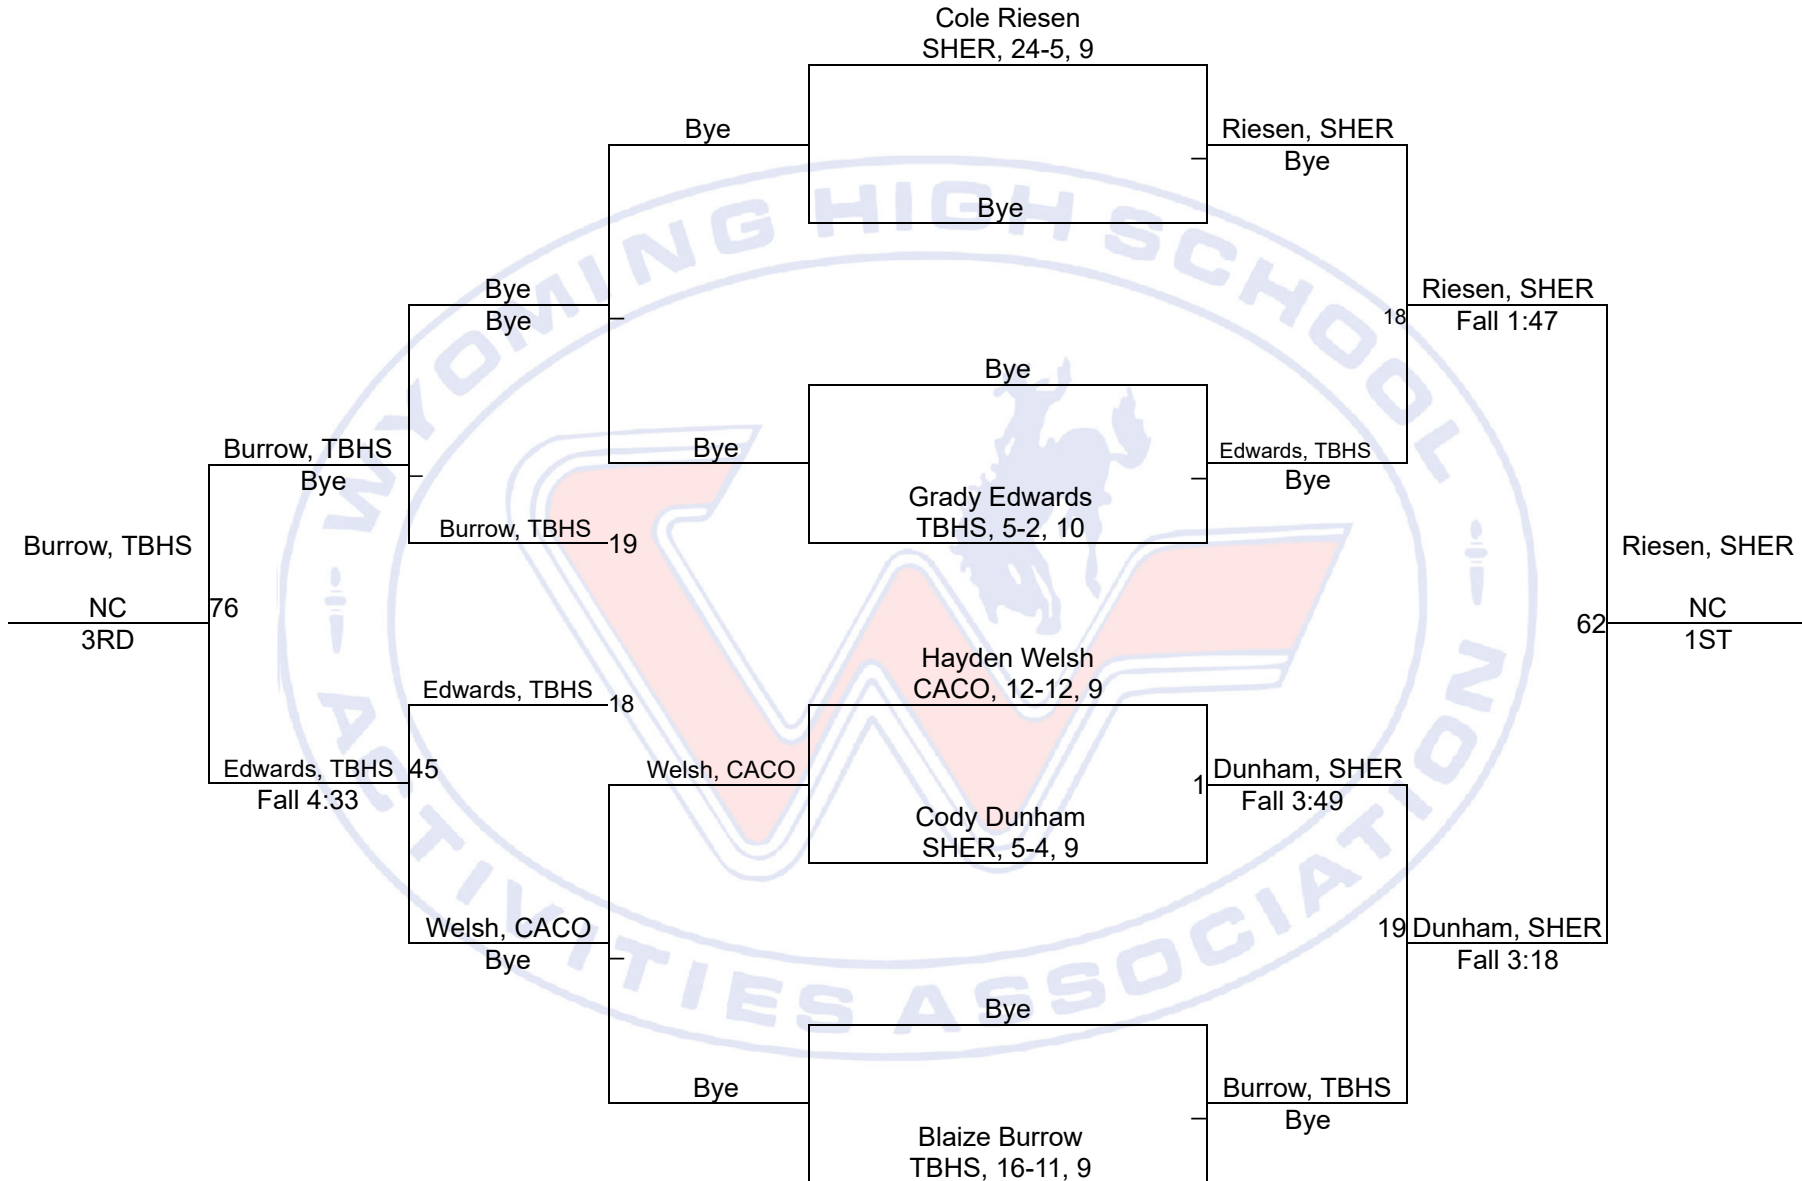 Cole Riesen
SHER, 24-5, 9
Bye
Riesen, SHER
Bye
Bye
Bye
Bye
Riesen, SHER
18
Fall 1:47
Bye
Burrow, TBHS
Bye
Bye
Edwards, TBHS
Bye
Grady Edwards
TBHS, 5-2, 10
Burrow, TBHS
19
Burrow, TBHS
Riesen, SHER
NC
76
3RD
62
NC
1ST
Hayden Welsh
CACO, 12-12, 9
Edwards, TBHS
18
Edwards, TBHS
45
Fall 4:33
Welsh, CACO
1
Dunham, SHER
Fall 3:49
Cody Dunham
SHER, 5-4, 9
Welsh, CACO
Bye
19
Dunham, SHER
Fall 3:18
Bye
Bye
Burrow, TBHS
Bye
Blaize Burrow
TBHS, 16-11, 9
WYOMING HIGH SCHOOL
ACTIVITIES ASSOCIATION